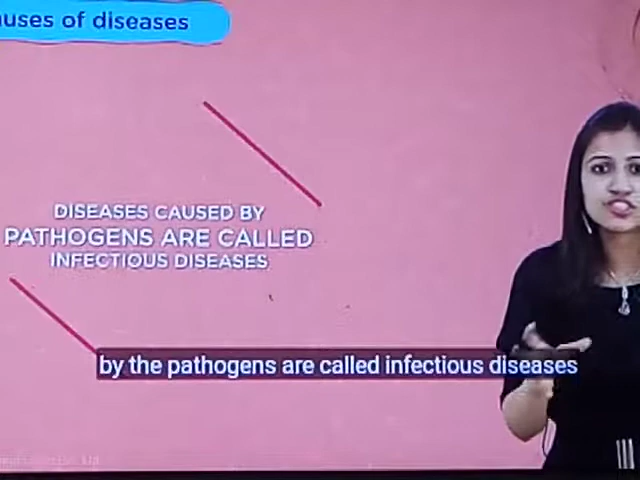 uses of diseases
DISEASES CAUSED BY
PATHOGENS ARE CALLED
INFECTIOUS DISEASES
by the pathogens are called infectious diseases